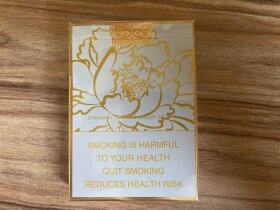 SMOKING IS HARMFUL
TO YOUR HEALTH
QUIT SMOKING
REDUCES HEALTH RISK